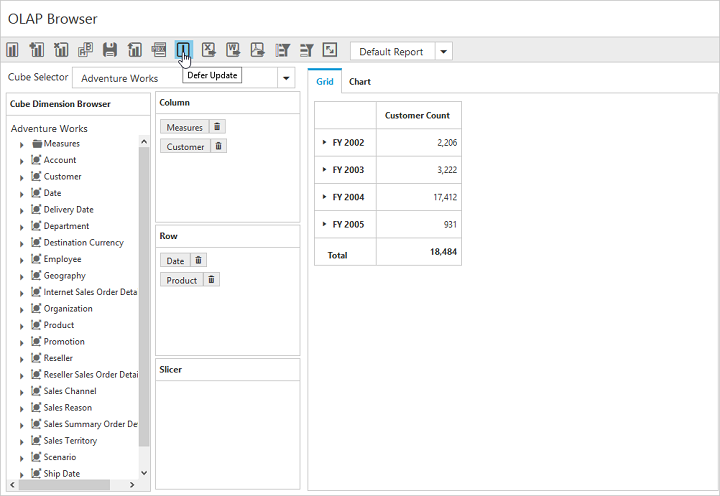 OLAP Browser
Default Report
Defer Update
Cube Selector
Adventure Works
Cube Dimension Browser
Adventure Works
Measures
Account
Customer
Date
Delivery Date
Department
Destination Currency
Employee
Geography
Internet Sales Order Deta
Organization
Product
Promotion
Reseller
Reseller Sales Order Detai
Sales Channel
Sales Reason
Sales Summary Order De
Sales Territory
Scenario
Ship Date
Column
Measures
Customer
Row
Date
Product
Slicer
Grid Chart
Customer Count
FY 2002 2,206
FY 2003 3,222
FY 2004 17,412
FY 2005 931
Total 18,484